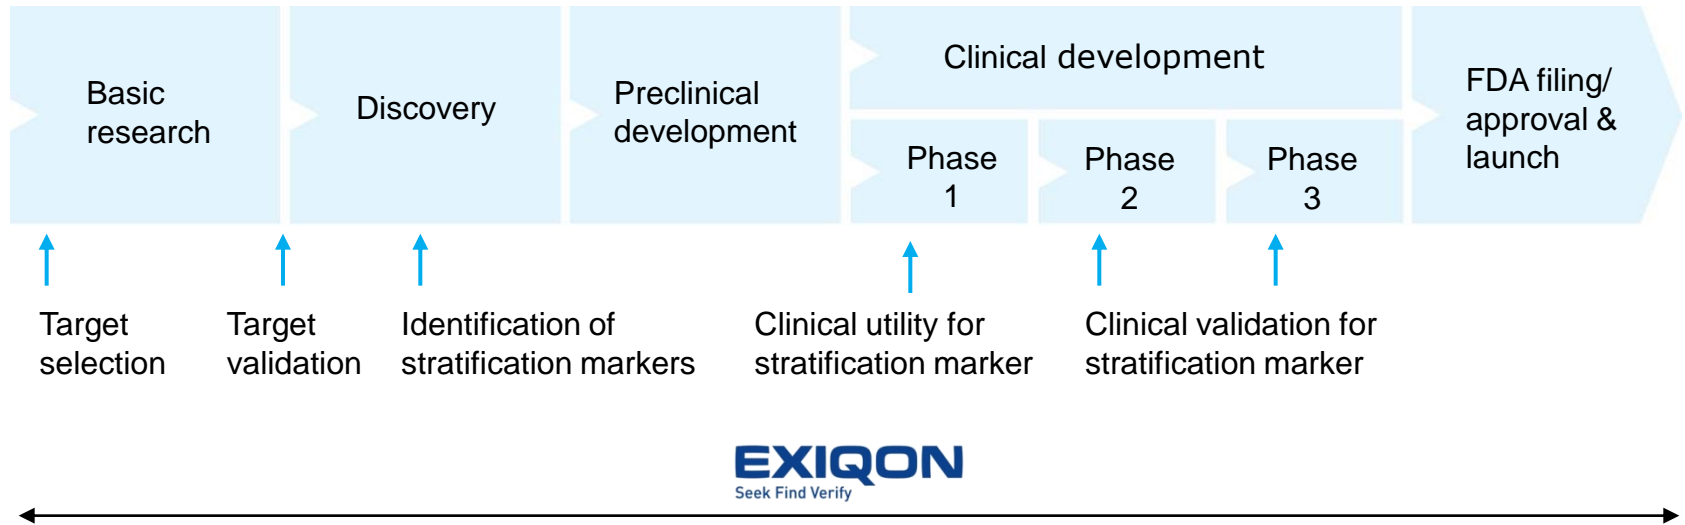 Basic
research
Discovery
Preclinical
development
Clinical development
Phase
1
Phase
2
Phase
3
FDA filing/
approval &
launch
Target
selection
Target
validation
Identification of
stratification markers
Clinical utility for
stratification marker
Clinical validation for
stratification marker
EXIQON
Seek Find Verify